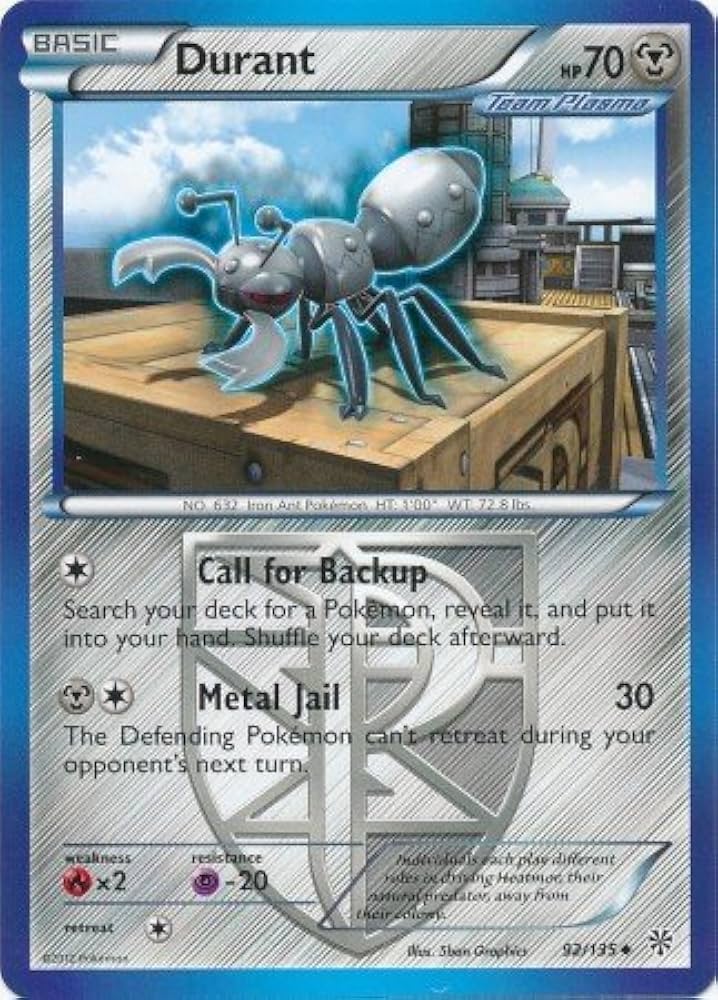 BASIC Durant HP 70
Team Plasma
NO. 632 Iron Ant Pokémon HT: 1'00" WT: 72.8 lbs.
Call for Backup
Search your deck for a Pokémon, reveal it, and put it
into your hand. Shuffle your deck afterward.
Metal Jail 30
The Defending Pokémon can't retreat during your
opponent's next turn.
weakness resistance
×2 -20
retreat
Individuals each play different
roles in driving Heatmor, their
natural predator, away from
their colony.
Illus. 5ban Graphics 92/135
©2012 Pokémon